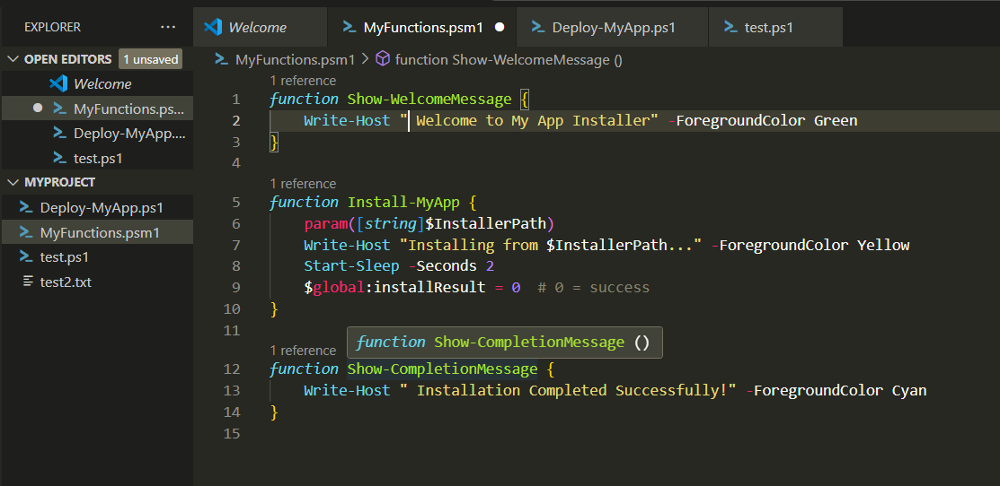 EXPLORER ...
Welcome
MyFunctions.psm1
Deploy-MyApp.ps1
test.ps1
OPEN EDITORS 1 unsaved
Welcome
MyFunctions.ps...
Deploy-MyApp....
test.ps1
MYPROJECT
Deploy-MyApp.ps1
MyFunctions.psm1
test.ps1
test2.txt
MyFunctions.psm1 > function Show-WelcomeMessage ()
1 reference
1 function Show-WelcomeMessage {
2 Write-Host " Welcome to My App Installer" -ForegroundColor Green
3 }
4
1 reference
5 function Install-MyApp {
6 param([string]$InstallerPath)
7 Write-Host "Installing from $InstallerPath..." -ForegroundColor Yellow
8 Start-Sleep -Seconds 2
9 $global:installResult = 0  # 0 = success
10 }
11
function Show-CompletionMessage ()
1 reference
12 function Show-CompletionMessage {
13 Write-Host " Installation Completed Successfully!" -ForegroundColor Cyan
14 }
15